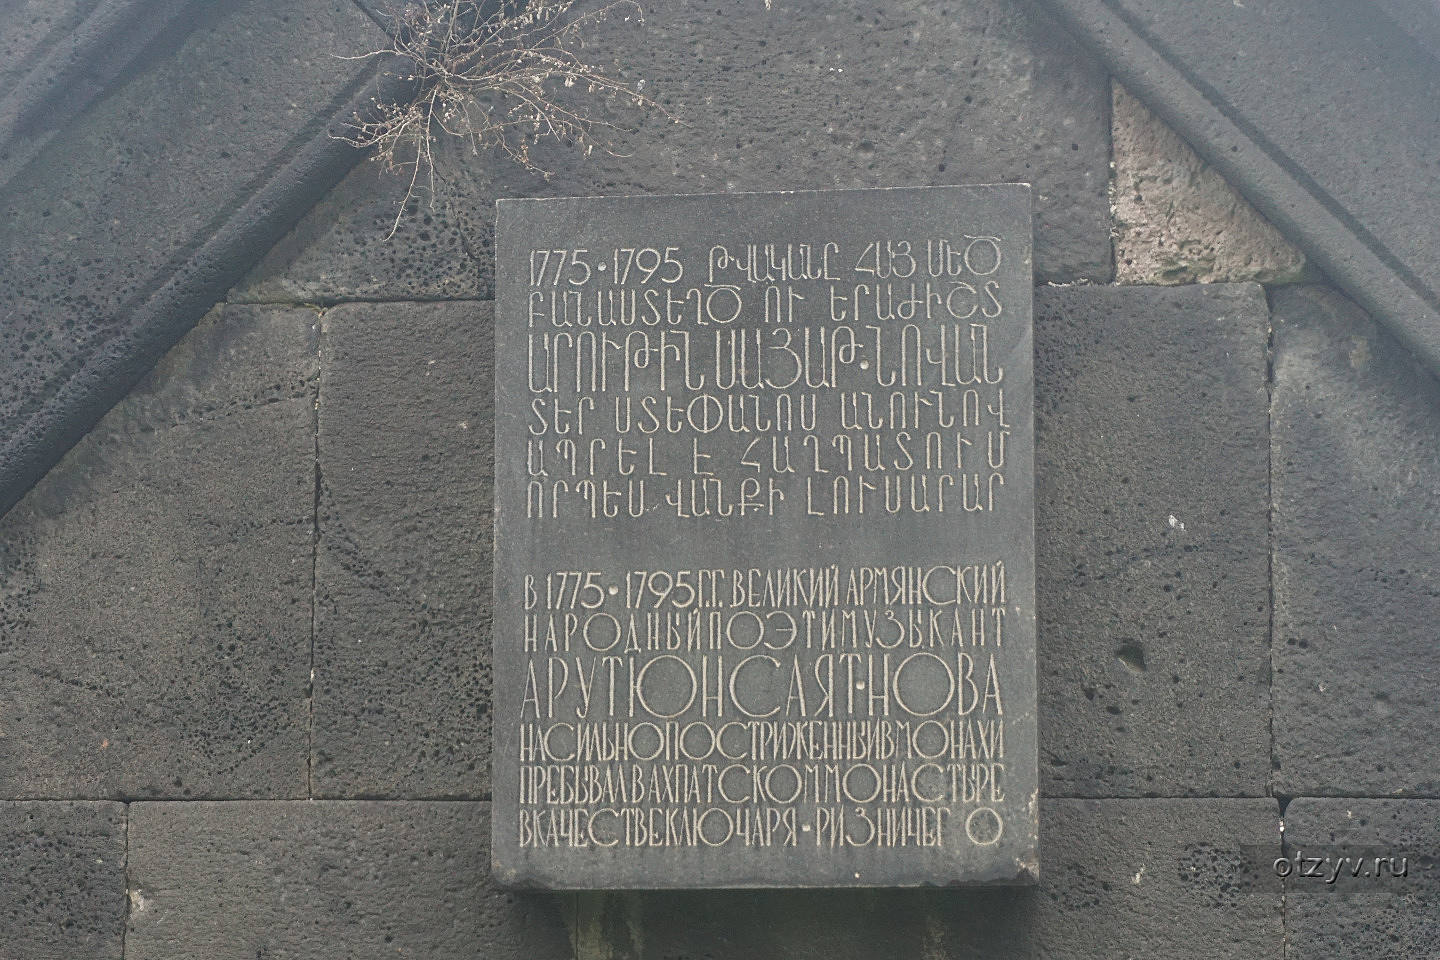 1775·1795 ԹՎԱԿԱՆԸ ՀԱՅ ՄԵԾ
ԲԱՆԱՍՏԵՂԾ ՈՒ ԵՐԱԺԻՇՏ
ԱՐՈՒԹԻՆ ՍԱՅԱԹ·ՆՈՎԱՆ
ՏԵՐ ՍՏԵՓԱՆՈՍ ԱՆՈՒՆՈՎ
ԱՊՐԵԼ Է ՀԱՂՊԱՏՈՒՄ
ՈՐՊԵՍ ՎԱՆՔԻ ԼՈՒՍԱՐԱՐ
В 1775·1795Г.Г. ВЕЛИКИЙ АРМЯНСКИЙ
НАРОДНЫЙ ПОЭТ И МУЗЫКАНТ
АРУТЮН САЯТ·НОВА
НАСИЛЬНО ПОСТРИЖЕННЫЙ В МОНАХИ
ПРЕБЫВАЛ В АХПАТСКОМ МОНАСТЫРЕ
В КАЧЕСТВЕ КЛЮЧАРЯ·РИЗНИЧЕГО
otzyv.ru